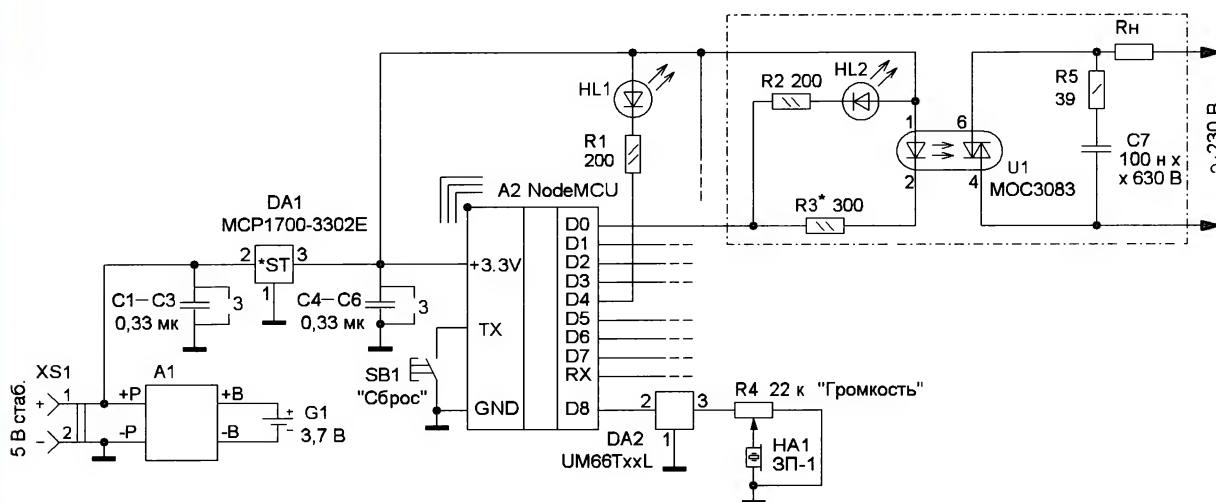 Rн
R2 200
HL2
HL1
R5
39
1
6
C7
100 н х
х 630 В
U1
MOC3083
2
4
≥230 В
R1
200
A2 NodeMCU
R3* 300
DA1
MCP1700-3302E
2
*ST
3
1
+3.3V
TX
GND
D0
D1
D2
D3
D4
D5
D6
D7
RX
D8
C1–C3
0,33 мк
3
C4–C6
0,33 мк
3
SB1
"Сброс"
XS1
5 В стаб.
+
1
–
2
A1
+P
-P
+B
-B
+
–
G1
3,7 В
2
3
1
DA2
UM66TxxL
R4 22 к "Громкость"
HA1
ЗП-1